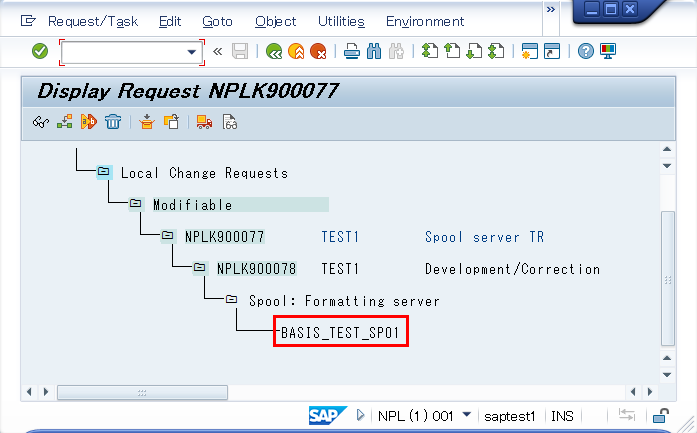 Request/Task Edit Goto Object Utilities Environment »
«
Display Request NPLK900077
Local Change Requests
Modifiable
NPLK900077 TEST1 Spool server TR
NPLK900078 TEST1 Development/Correction
Spool: Formatting server
BASIS_TEST_SP01
SAP NPL (1) 001 saptest1 INS